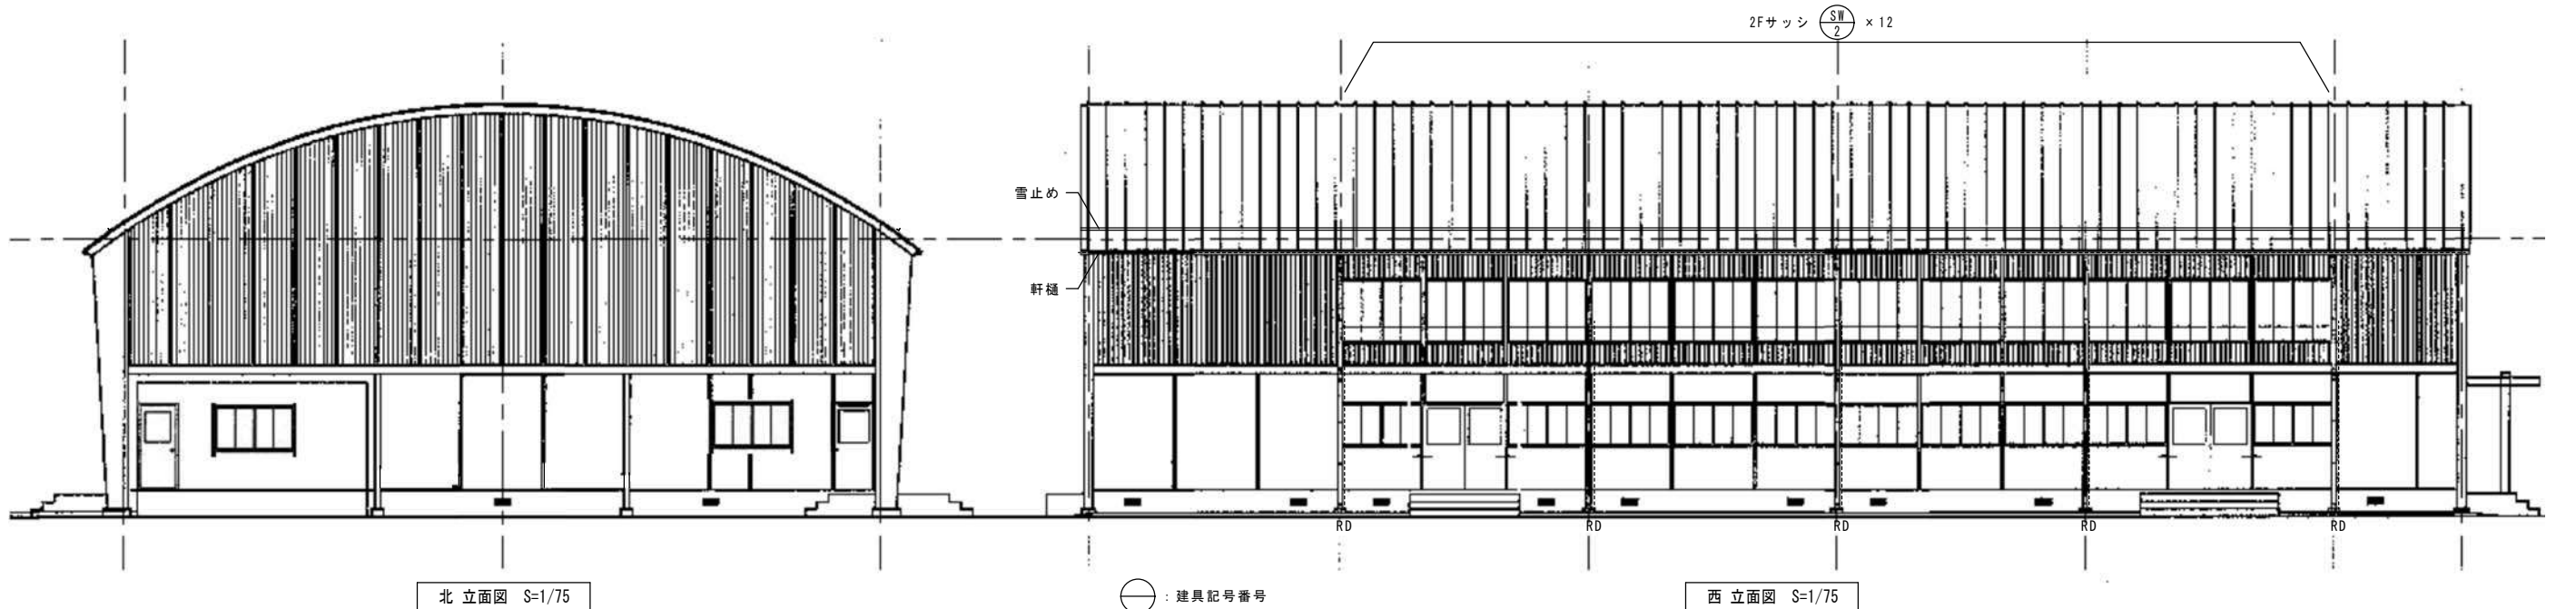 2Fサッシ SW 2 ×12
雪止め
軒樋
RD RD RD RD RD
北 立面図 S=1/75
：建具記号番号
西 立面図 S=1/75